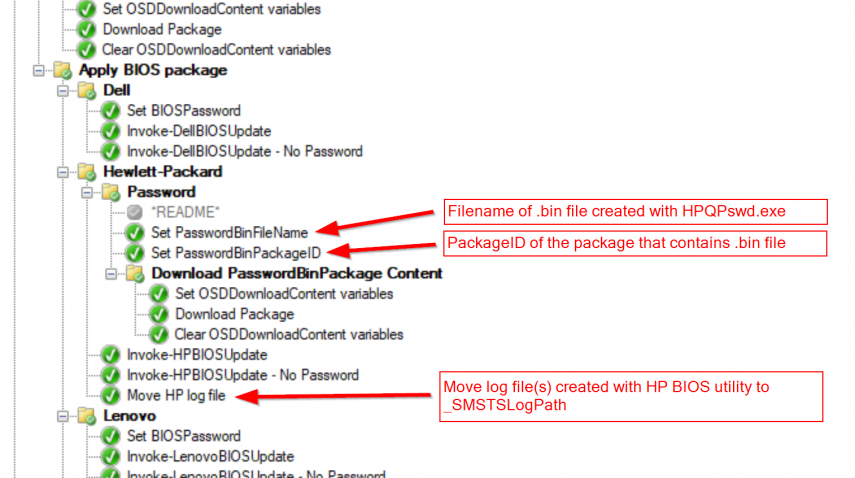 Set OSDDownloadContent variables
Download Package
Clear OSDDownloadContent variables
Apply BIOS package
Dell
Set BIOSPassword
Invoke-DellBIOSUpdate
Invoke-DellBIOSUpdate - No Password
Hewlett-Packard
Password
*README*
Filename of .bin file created with HPQPswd.exe
Set PasswordBinFileName
PackageID of the package that contains .bin file
Set PasswordBinPackageID
Download PasswordBinPackage Content
Set OSDDownloadContent variables
Download Package
Clear OSDDownloadContent variables
Invoke-HPBIOSUpdate
Invoke-HPBIOSUpdate - No Password
Move HP log file
Move log file(s) created with HP BIOS utility to
_SMSTSLogPath
Lenovo
Set BIOSPassword
Invoke-LenovoBIOSUpdate
Invoke-LenovoBIOSUpdate - No Password